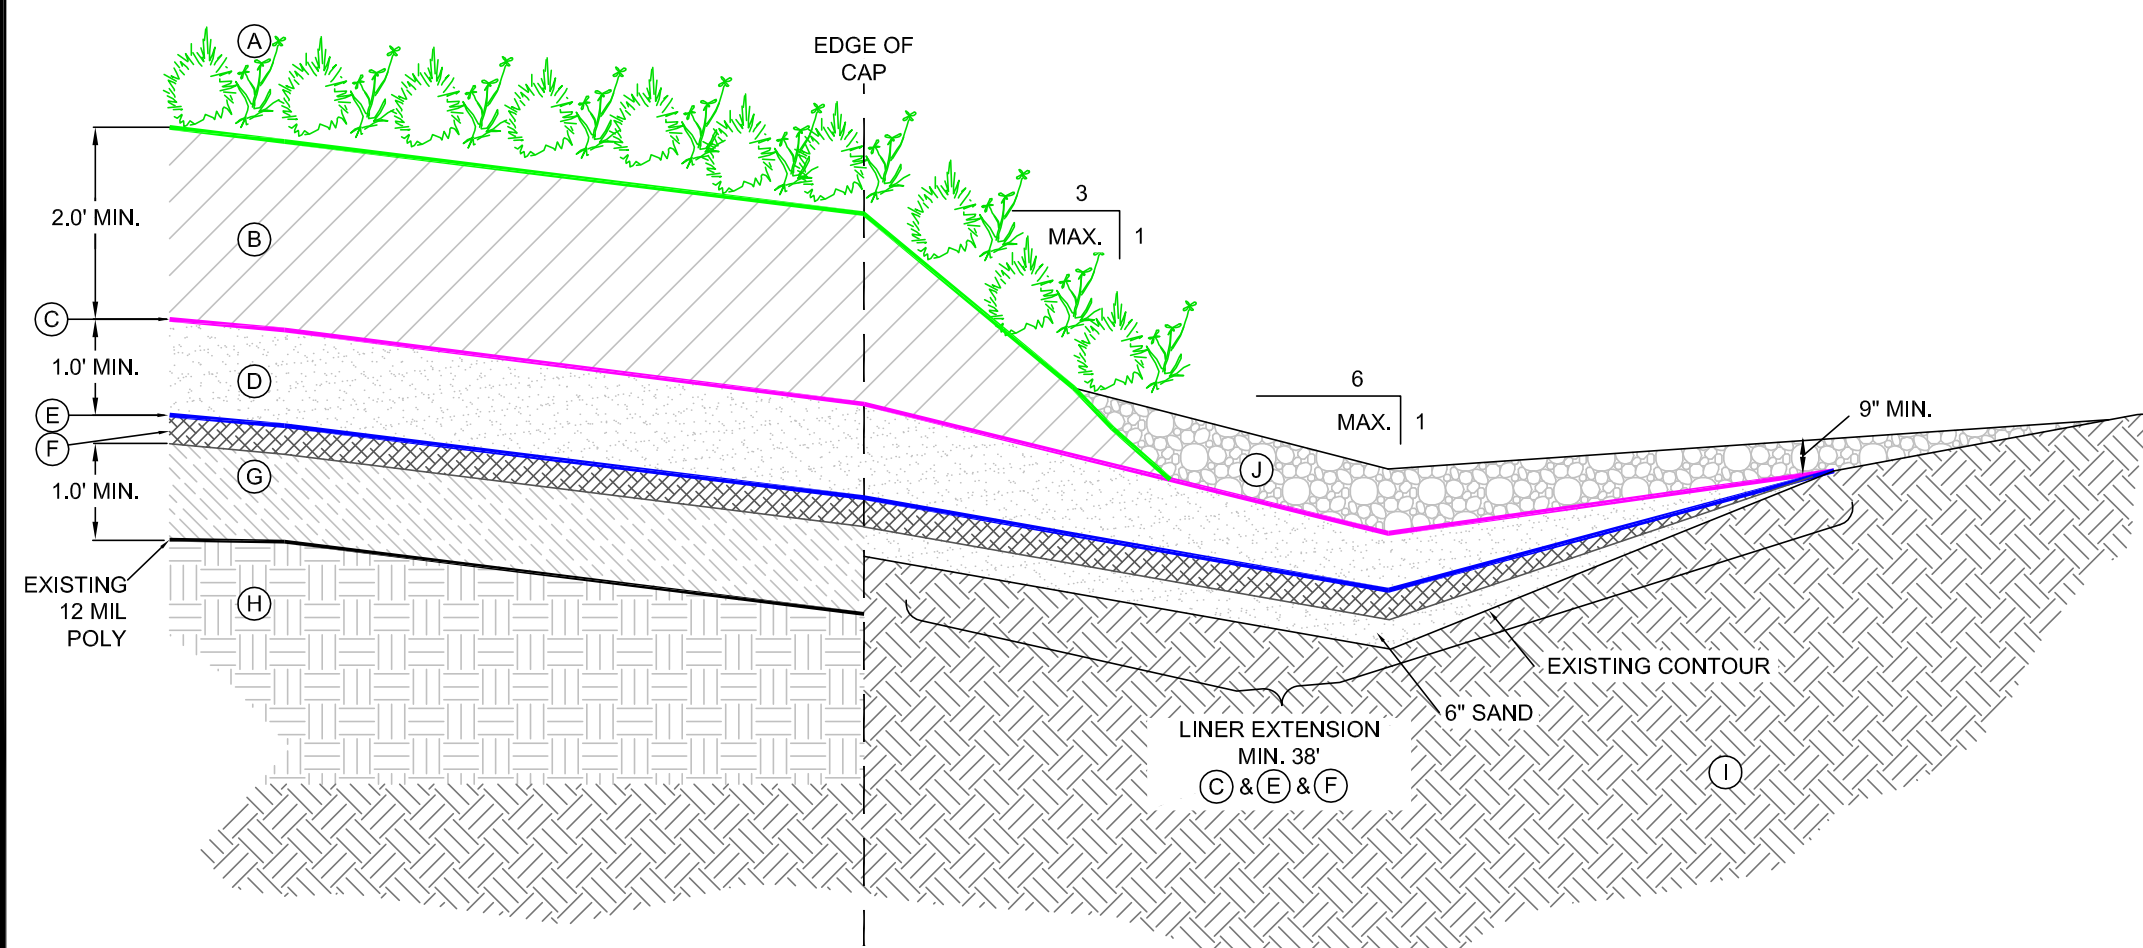 A
EDGE OF
CAP
3
MAX. 1
2.0' MIN.
B
C
1.0' MIN.
D
6
MAX. 1
9" MIN.
E
F
G
J
1.0' MIN.
EXISTING
12 MIL
POLY
H
EXISTING CONTOUR
6" SAND
LINER EXTENSION
MIN. 38'
C & E & F
I